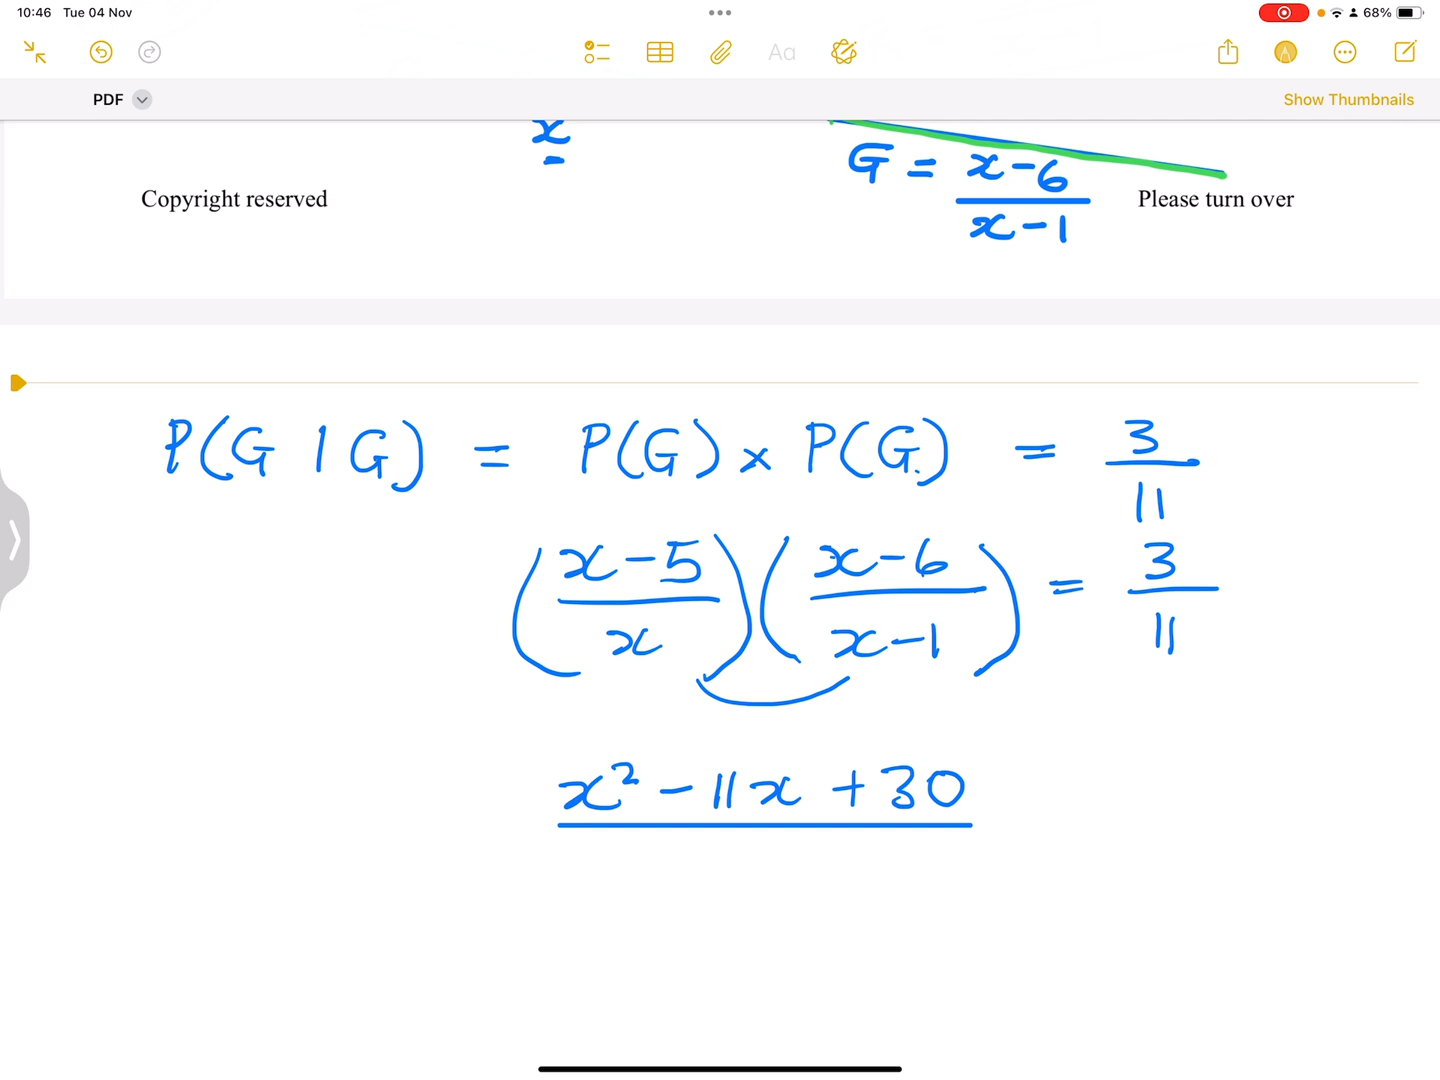 10:46 Tue 04 Nov
68%
Aa
PDF
Show Thumbnails
x
G = x-6
Copyright reserved
Please turn over
x-1
P(G | G) = P(G) × P(G) = 3/11
(x-5/x)(x-6/x-1) = 3/11
x² - 11x + 30